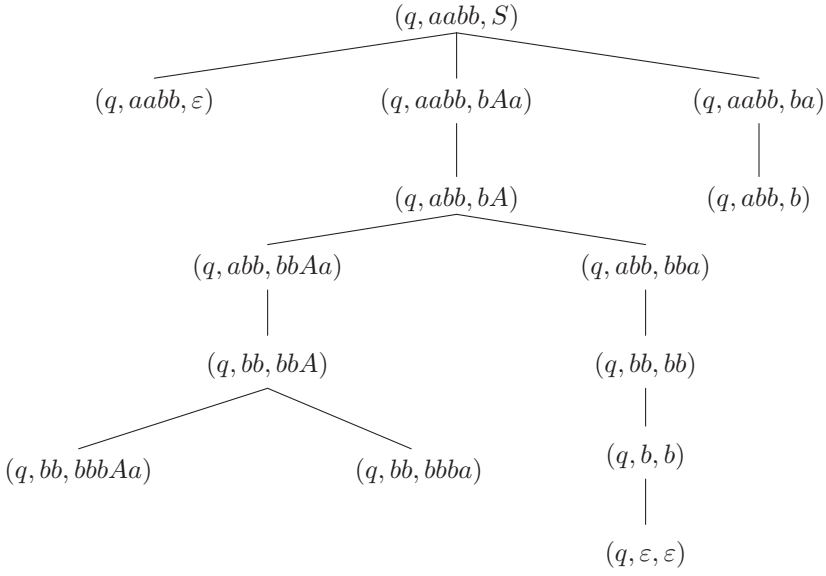 (q, aabb, S)
(q, aabb, ε) (q, aabb, bAa) (q, aabb, ba)
(q, abb, bA) (q, abb, b)
(q, abb, bbAa) (q, abb, bba)
(q, bb, bbA) (q, bb, bb)
(q, bb, bbbAa) (q, bb, bbba) (q, b, b)
(q, ε, ε)